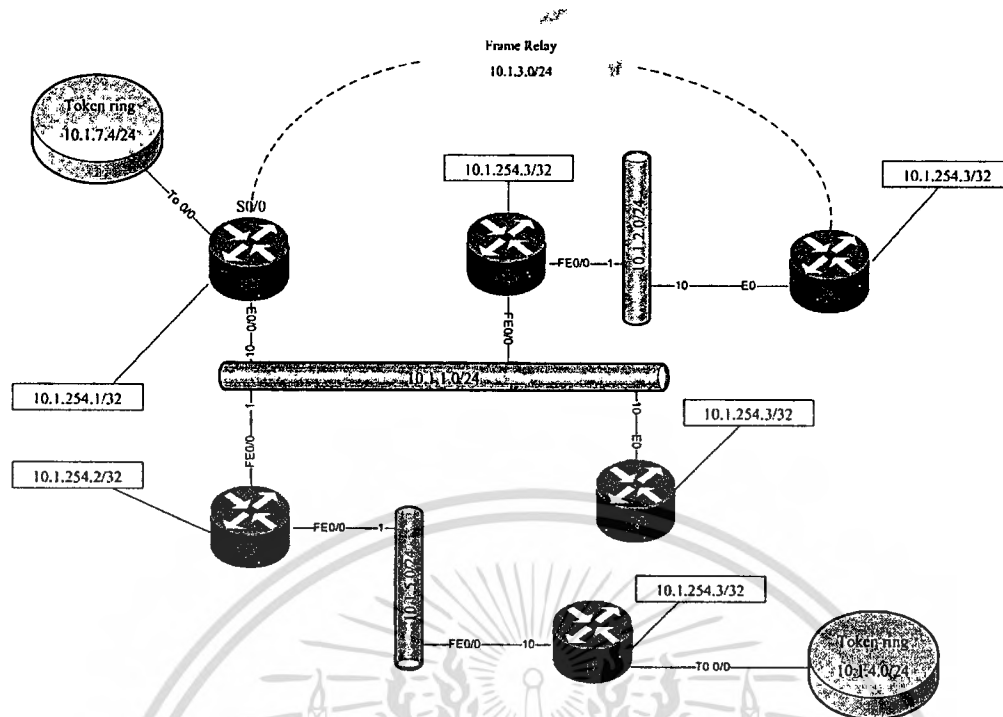 Frame Relay
10.1.3.0/24
Token ring
10.1.7.4/24
To 0/0
S0/0
10.1.254.3/32
10.1.254.3/32
FE0/0
1
10.1.2.0/24
10
E0
E0/0
10
FE0/0
10.1.1.0/24
10.1.254.1/32
1
FE0/0
10
E0
10.1.254.3/32
10.1.254.2/32
FE0/0
1
10.1.5.0/24
10.1.254.3/32
FE0/0
10
T0 0/0
Token ring
10.1.4.0/24